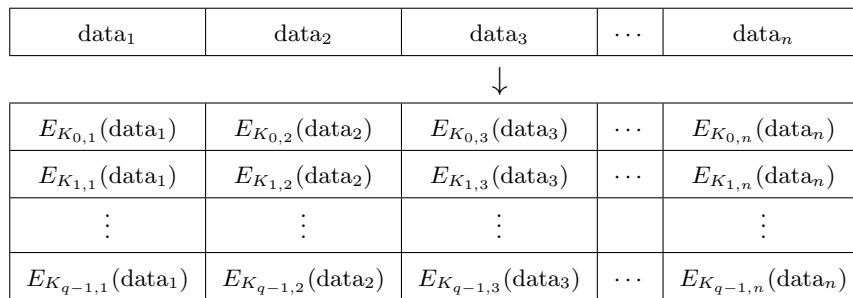 data₁ data₂ data₃ ⋯ dataₙ
↓
E_{K_{0,1}}(data₁) E_{K_{0,2}}(data₂) E_{K_{0,3}}(data₃) ⋯ E_{K_{0,n}}(dataₙ)
E_{K_{1,1}}(data₁) E_{K_{1,2}}(data₂) E_{K_{1,3}}(data₃) ⋯ E_{K_{1,n}}(dataₙ)
⋮ ⋮ ⋮ ⋮
E_{K_{q−1,1}}(data₁) E_{K_{q−1,2}}(data₂) E_{K_{q−1,3}}(data₃) ⋯ E_{K_{q−1,n}}(dataₙ)